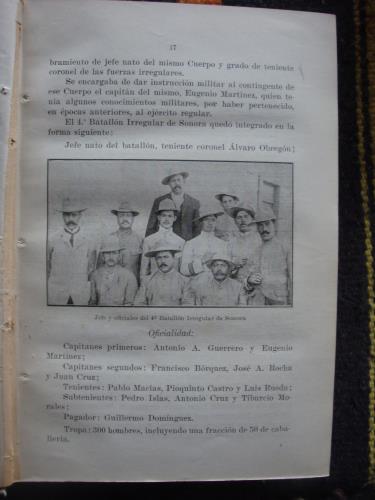 17
bramiento de jefe nato del mismo Cuerpo y grado de teniente
coronel de las fuerzas irregulares.
Se encargaba de dar instrucción militar al contingente de
ese Cuerpo el capitán del mismo, Eugenio Martínez, quien te
nía algunos conocimientos militares, por haber pertenecido,
en épocas anteriores, al ejército regular.
El 4.º Batallón Irregular de Sonora quedó integrado en la
forma siguiente:
Jefe nato del batallón, teniente coronel Álvaro Obregón;
Jefe y oficiales del 4º Batallón Irregular de Sonora
Oficialidad:
Capitanes primeros: Antonio A. Guerrero y Eugenio
Martínez;
Capitanes segundos: Francisco Bórquez, José A. Rocha
y Juan Cruz;
Tenientes: Pablo Macías, Pioquinto Castro y Luis Bueda;
Subtenientes: Pedro Islas, Antonio Cruz y Tiburcio Mo-
rales;
Pagador: Guillermo Domínguez.
Tropa: 300 hombres, incluyendo una fracción de 50 de caba-
llería.